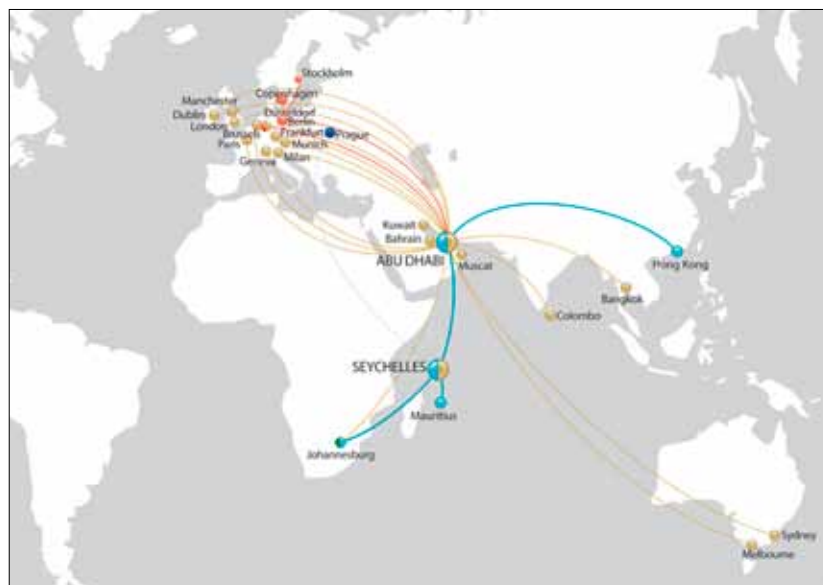 Stockholm
Copenhagen
Manchester
Dublin
Düsseldorf
London
Berlin
Brussels
Frankfurt
Prague
Paris
Munich
Geneva
Milan
Kuwait
Bahrain
ABU DHABI
Muscat
Hong Kong
Bangkok
Colombo
SEYCHELLES
Mauritius
Johannesburg
Sydney
Melbourne